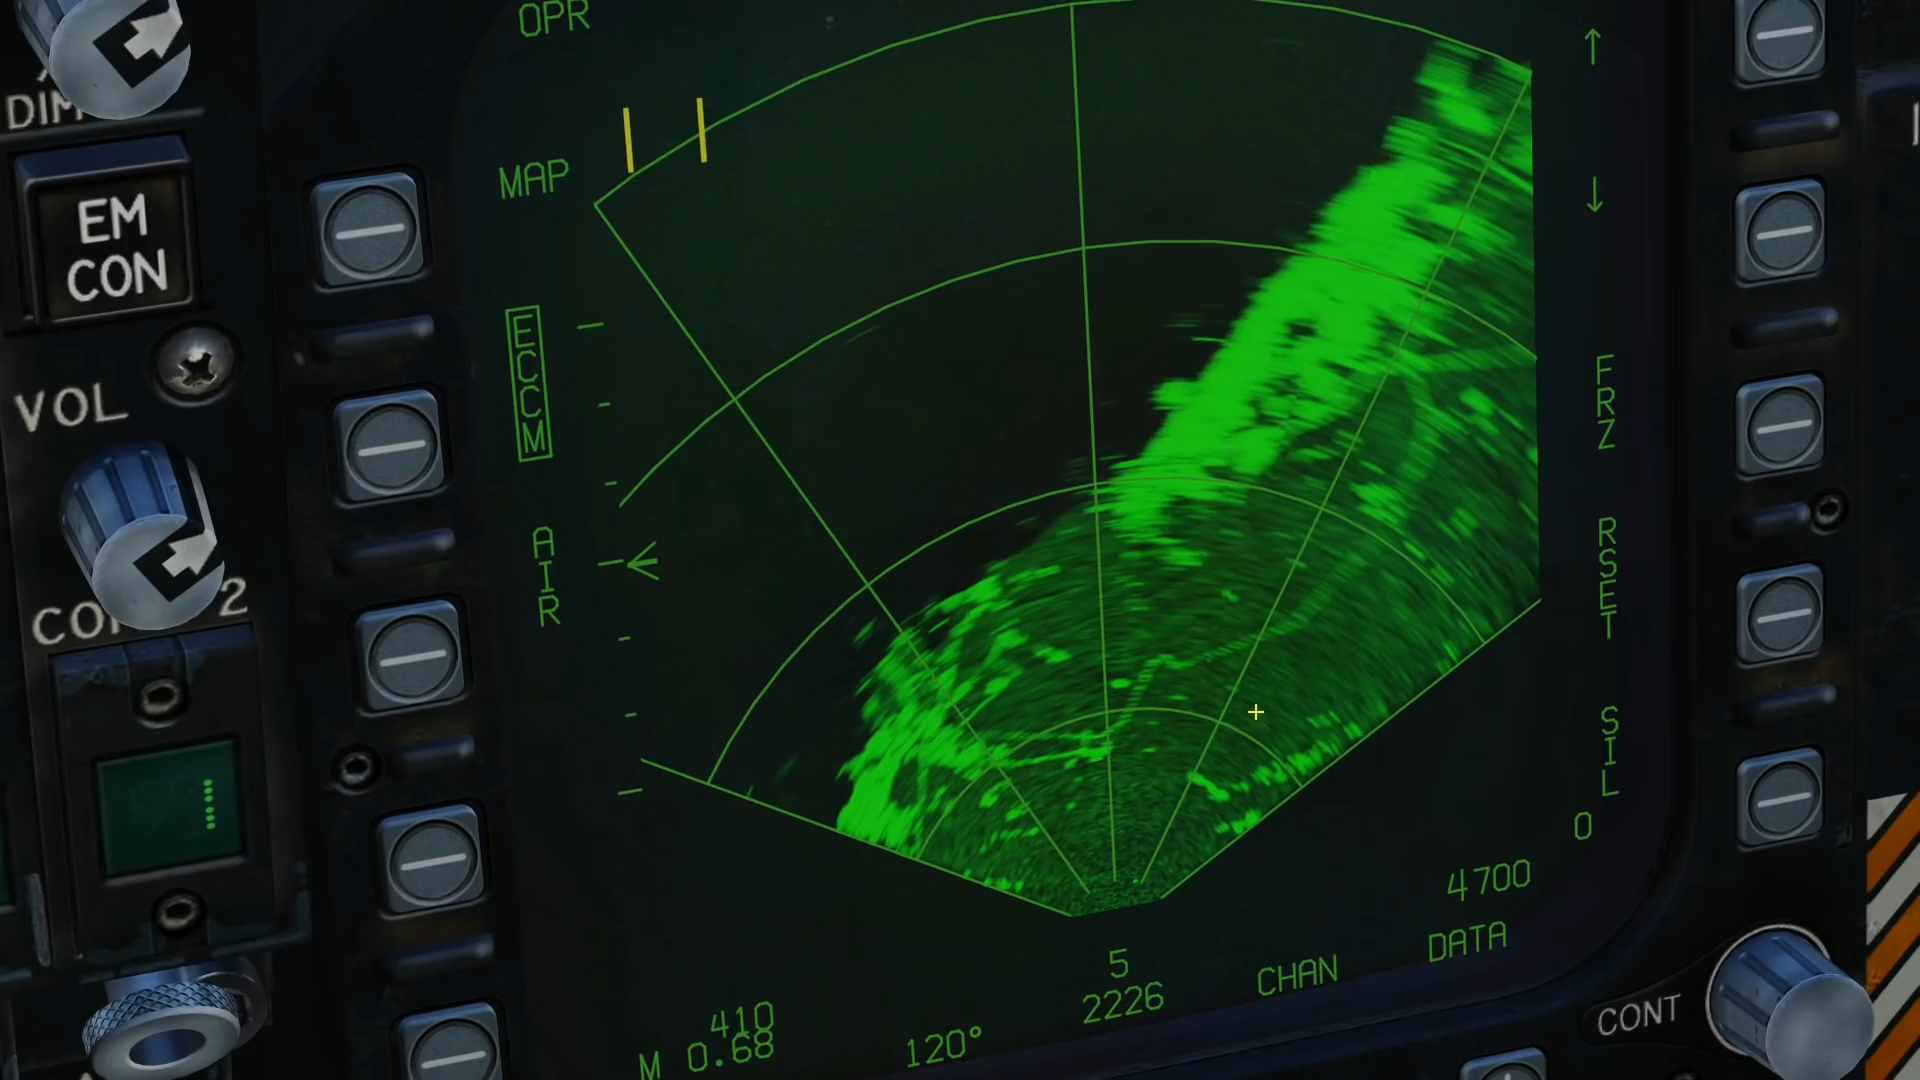 OPR
DIM
MAP
EM
CON
ECCM
VOL
FRZ
AIR
RSET
2
SIL
0
4700
DATA
5
CHAN
2226
410
M 0.68
120°
CONT